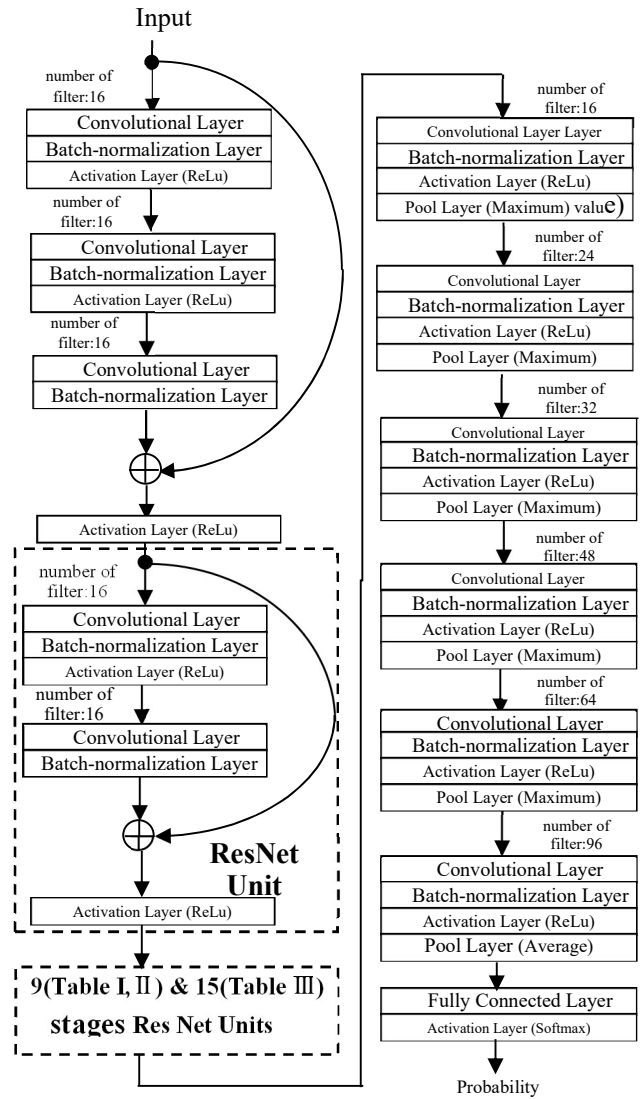 Input
number of
filter:16
Convolutional Layer
Batch-normalization Layer
Activation Layer (ReLu)
number of
filter:16
Convolutional Layer
Batch-normalization Layer
Activation Layer (ReLu)
number of
filter:16
Convolutional Layer
Batch-normalization Layer
Activation Layer (ReLu)
number of
filter:16
Convolutional Layer
Batch-normalization Layer
Activation Layer (ReLu)
number of
filter:16
Convolutional Layer
Batch-normalization Layer
ResNet
Unit
Activation Layer (ReLu)
9(Table I, II) & 15(Table III)
stages Res Net Units
number of
filter:16
Convolutional Layer Layer
Batch-normalization Layer
Activation Layer (ReLu)
Pool Layer (Maximum) value)
number of
filter:24
Convolutional Layer
Batch-normalization Layer
Activation Layer (ReLu)
Pool Layer (Maximum)
number of
filter:32
Convolutional Layer
Batch-normalization Layer
Activation Layer (ReLu)
Pool Layer (Maximum)
number of
filter:48
Convolutional Layer
Batch-normalization Layer
Activation Layer (ReLu)
Pool Layer (Maximum)
number of
filter:64
Convolutional Layer
Batch-normalization Layer
Activation Layer (ReLu)
Pool Layer (Maximum)
number of
filter:96
Convolutional Layer
Batch-normalization Layer
Activation Layer (ReLu)
Pool Layer (Average)
Fully Connected Layer
Activation Layer (Softmax)
Probability